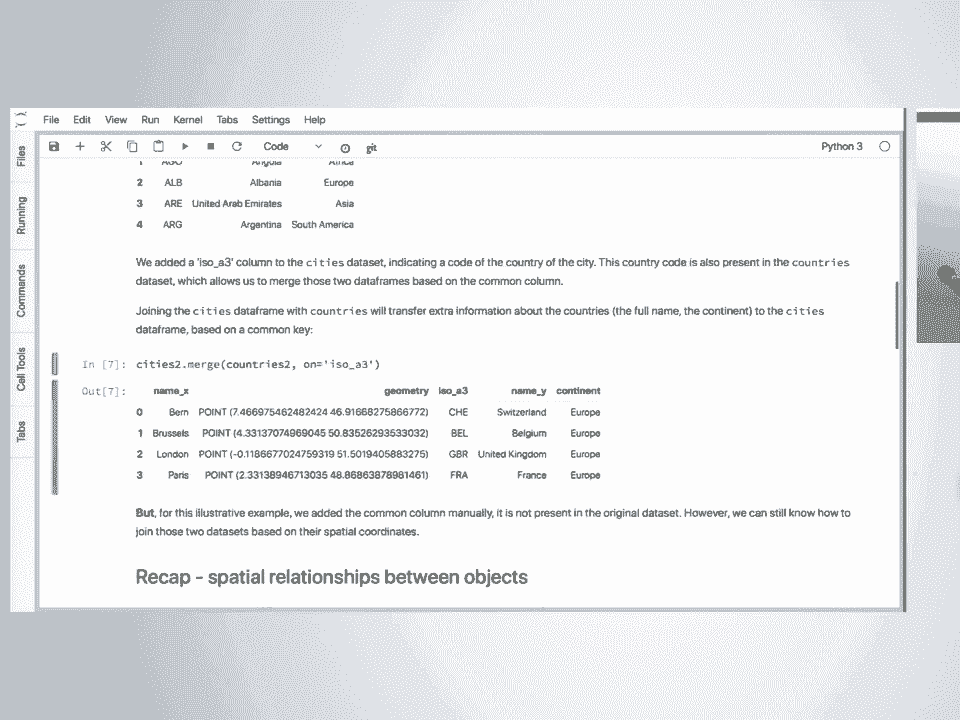 File Edit View Run Kernel Tabs Settings Help
Code Python 3
git
Files
Running
Commands
Cell Tools
Tabs
1 AGO Angola Africa
2 ALB Albania Europe
3 ARE United Arab Emirates Asia
4 ARG Argentina South America
We added a 'iso_a3' column to the cities dataset, indicating a code of the country of the city. This country code is also present in the countries
dataset, which allows us to merge those two dataframes based on the common column.
Joining the cities dataframe with countries will transfer extra information about the countries (the full name, the continent) to the cities
dataframe, based on a common key:
In [7]: cities2.merge(countries2, on='iso_a3')
Out[7]: name_x geometry iso_a3 name_y continent
0 Bern POINT (7.466975462482424 46.91668275866772) CHE Switzerland Europe
1 Brussels POINT (4.33137074969045 50.83526293533032) BEL Belgium Europe
2 London POINT (-0.1186677024759319 51.5019405883275) GBR United Kingdom Europe
3 Paris POINT (2.33138946713035 48.86863878981461) FRA France Europe
But, for this illustrative example, we added the common column manually, it is not present in the original dataset. However, we can still know how to
join those two datasets based on their spatial coordinates.
Recap - spatial relationships between objects